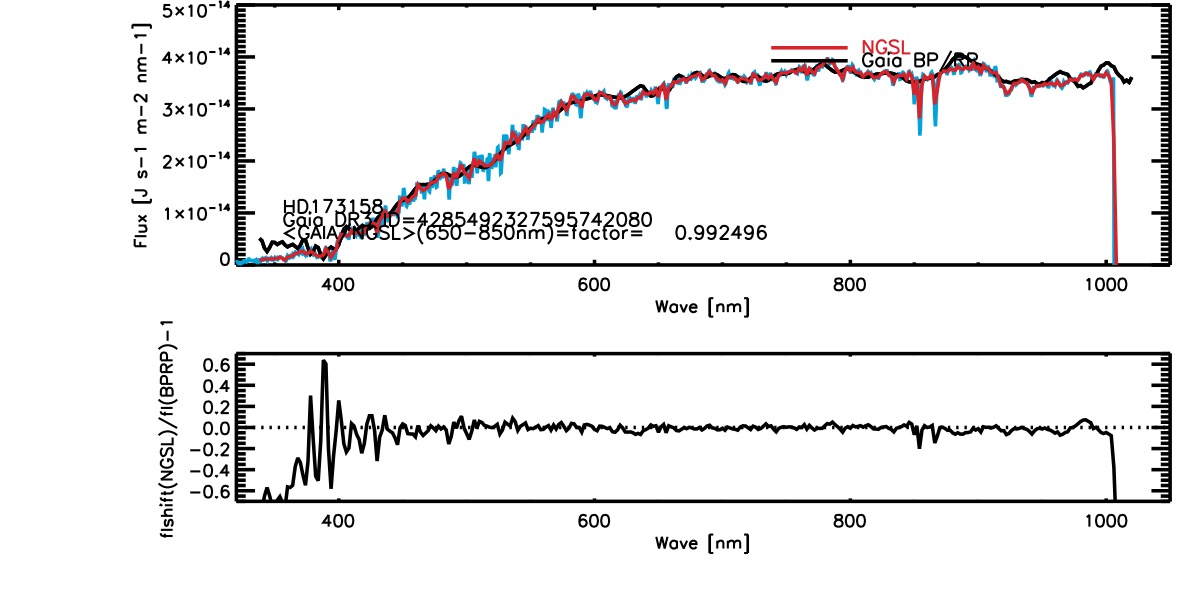 5×10⁻¹⁴
4×10⁻¹⁴
3×10⁻¹⁴
2×10⁻¹⁴
1×10⁻¹⁴
0
Flux [J s-1 m-2 nm-1]
NGSL
Gaia BP/RP
HD173158
Gaia DR3 ID=4285492327595742080
<GAIA/NGSL>(650-850nm)=factor= 0.992496
400 600 800 1000
Wave [nm]
flshift(NGSL)/fl(BPRP)-1
0.6
0.4
0.2
0.0
-0.2
-0.4
-0.6
400 600 800 1000
Wave [nm]